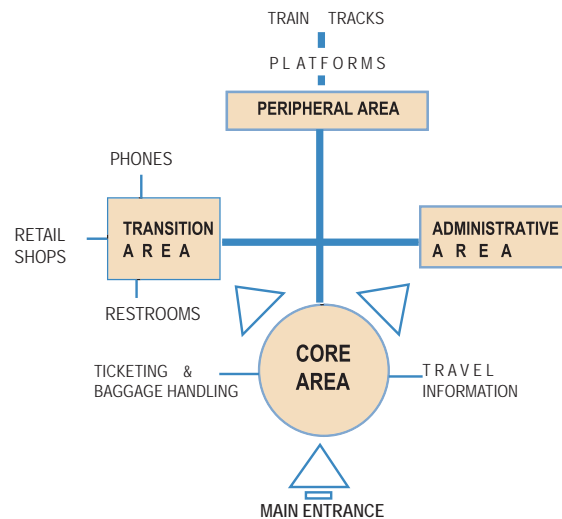 TRAIN TRACKS
PLATFORMS
PERIPHERAL AREA
PHONES
RETAIL
SHOPS
TRANSITION
AREA
ADMINISTRATIVE
AREA
RESTROOMS
CORE
AREA
TICKETING &
BAGGAGE HANDLING
TRAVEL
INFORMATION
MAIN ENTRANCE